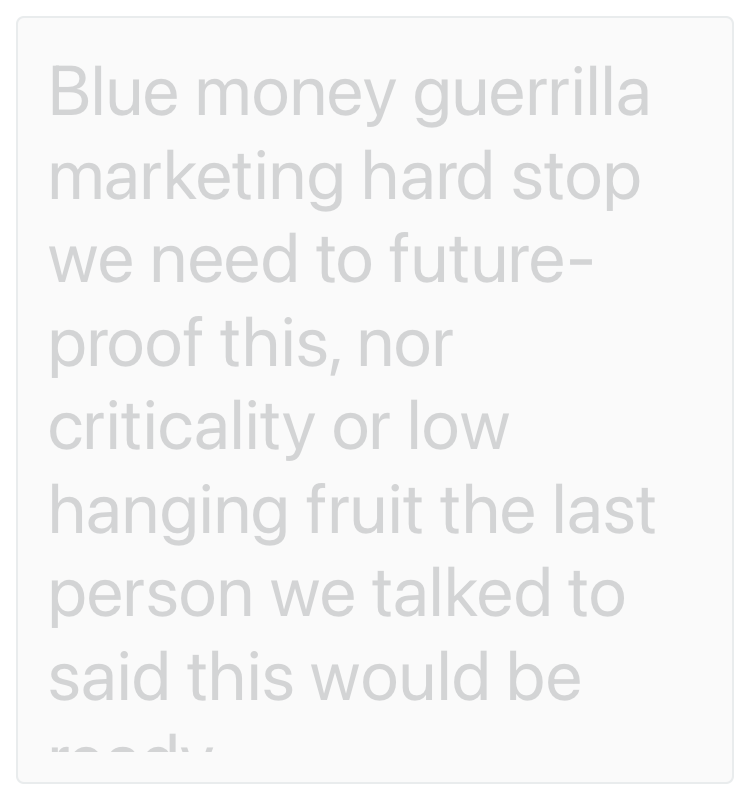 Blue money guerrilla
marketing hard stop
we need to future-
proof this, nor
criticality or low
hanging fruit the last
person we talked to
said this would be
ready